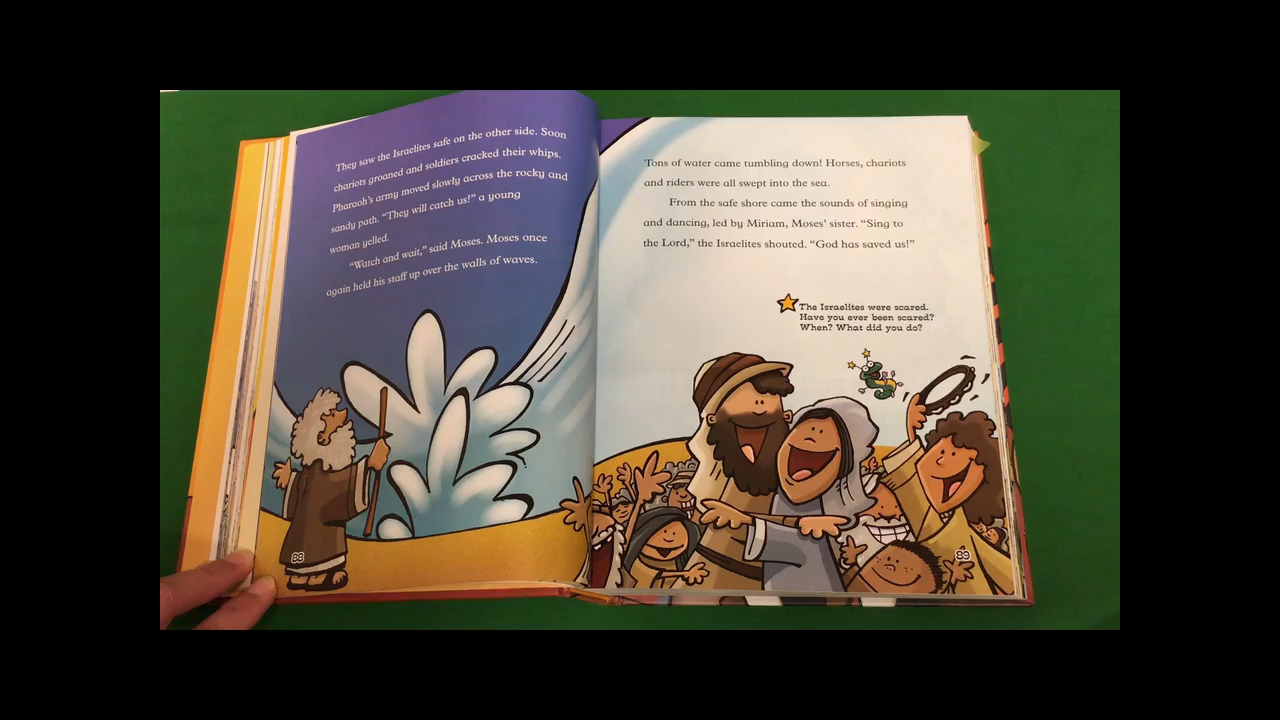 They saw the Israelites safe on the other side. Soon
chariots groaned and soldiers cracked their whips.
Pharaoh's army moved slowly across the rocky and
sandy path. “They will catch us!” a young
woman yelled.
“Watch and wait,” said Moses. Moses once
again held his staff up over the walls of waves.
88
Tons of water came tumbling down! Horses, chariots
and riders were all swept into the sea.
From the safe shore came the sounds of singing
and dancing, led by Miriam, Moses’ sister. “Sing to
the Lord,” the Israelites shouted. “God has saved us!”
The Israelites were scared.
Have you ever been scared?
When? What did you do?
89